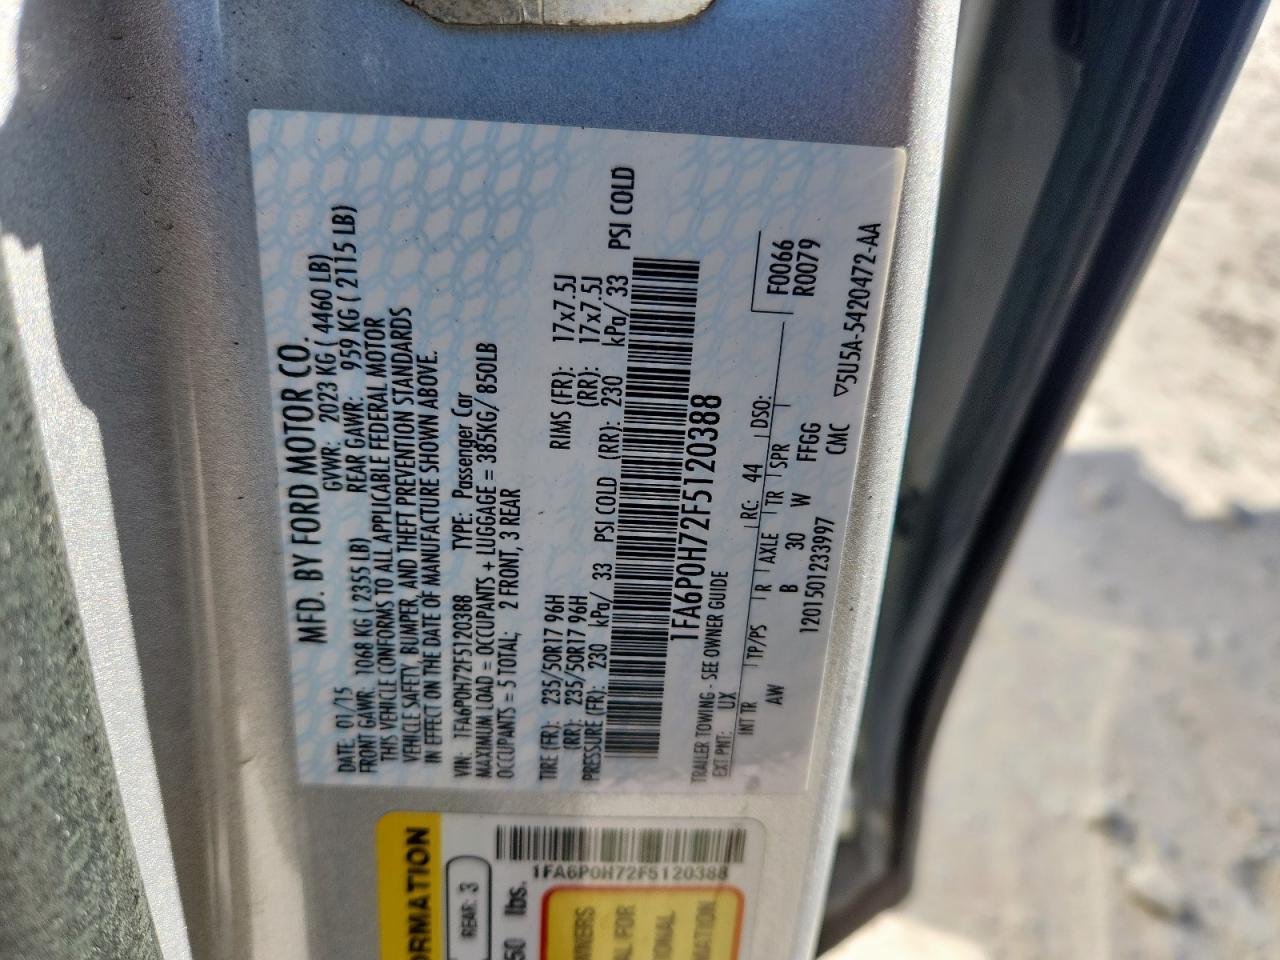 MFD. BY FORD MOTOR CO.
DATE: 01/15 GVWR: 2023 KG ( 4460 LB)
FRONT GAWR: 1068 KG ( 2355 LB) REAR GAWR: 959 KG ( 2115 LB)
THIS VEHICLE CONFORMS TO ALL APPLICABLE FEDERAL MOTOR
VEHICLE SAFETY, BUMPER, AND THEFT PREVENTION STANDARDS
IN EFFECT ON THE DATE OF MANUFACTURE SHOWN ABOVE.
VIN: 1FA6P0H72F5120388 TYPE: Passenger Car
MAXIMUM LOAD = OCCUPANTS + LUGGAGE = 385KG/ 850LB
OCCUPANTS = 5 TOTAL; 2 FRONT, 3 REAR
TIRE (FR): 235/50R17 96H RIMS (FR): 17x7.5J
(RR): 235/50R17 96H (RR): 17x7.5J
PRESSURE (FR): 230 kPa/ 33 PSI COLD (RR): 230 kPa/ 33 PSI COLD
1FA6P0H72F5120388
TRAILER TOWING - SEE OWNER GUIDE
EXT PNT: UX RC: 44 DSO: F0066
R0079
INT TR TP/PS R AXLE TR SPR
AW B 30 W FFGG
1201501233997 CMC ▽5U5A-5420472-AA
ORMATION
REAR: 3
50 lbs.
1FA6P0H72F5120388
WNERS
AL FOR
IONAL
MATION